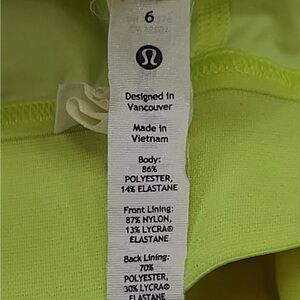 6
Designed in
Vancouver
Made in
Vietnam
Body:
86%
POLYESTER,
14% ELASTANE
Front Lining:
87% NYLON,
13% LYCRA®
ELASTANE
Back Lining:
70%
POLYESTER,
30% LYCRA®
ELASTANE